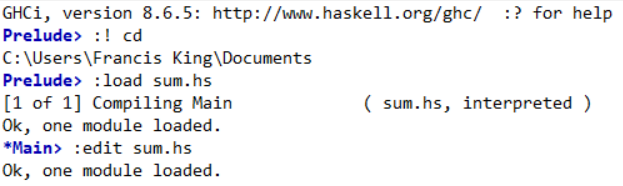 GHCi, version 8.6.5: http://www.haskell.org/ghc/  :? for help
Prelude> :! cd
C:\Users\Francis King\Documents
Prelude> :load sum.hs
[1 of 1] Compiling Main             ( sum.hs, interpreted )
Ok, one module loaded.
*Main> :edit sum.hs
Ok, one module loaded.